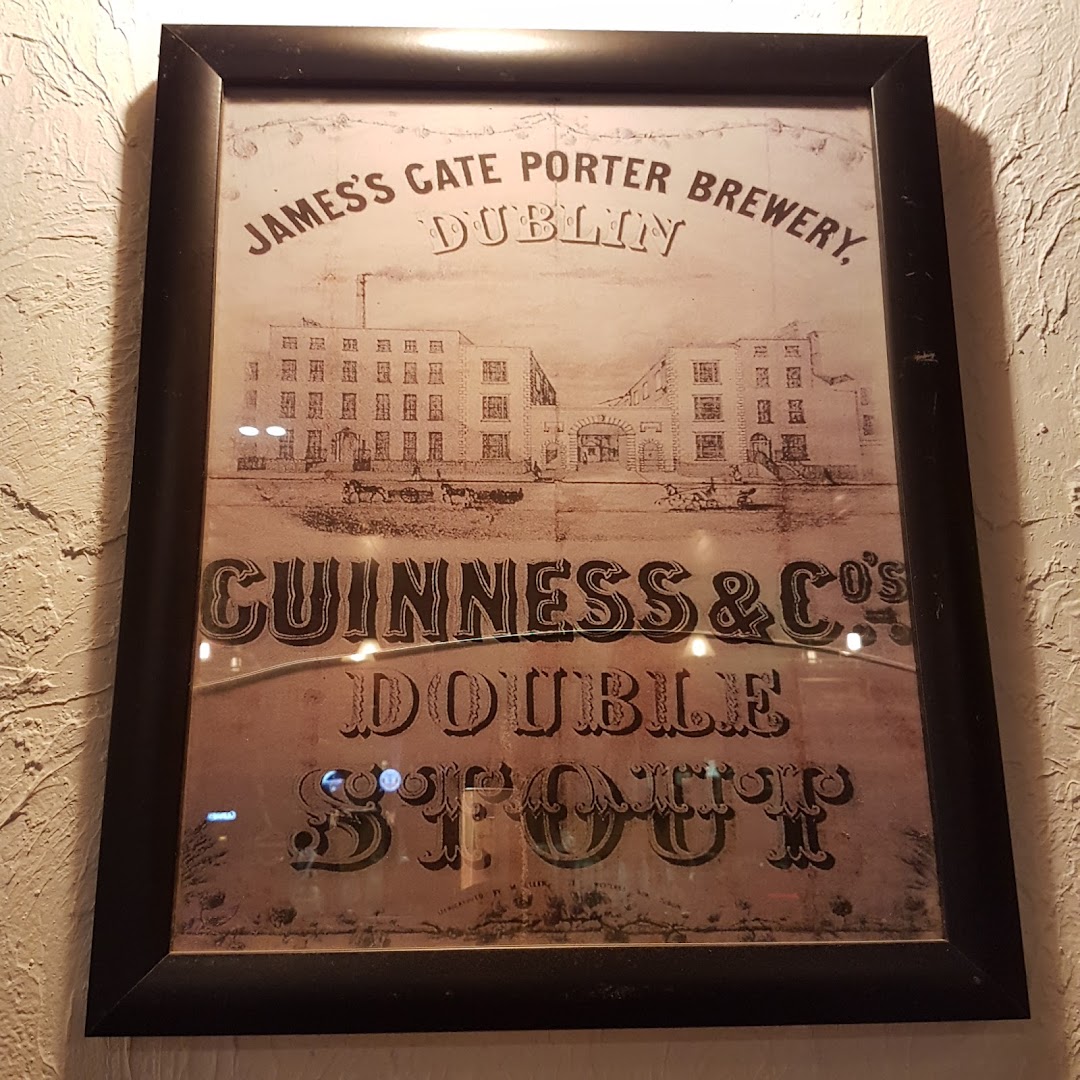 JAMES'S GATE PORTER BREWERY,
DUBLIN
GUINNESS & CO'S.
DOUBLE
STOUT